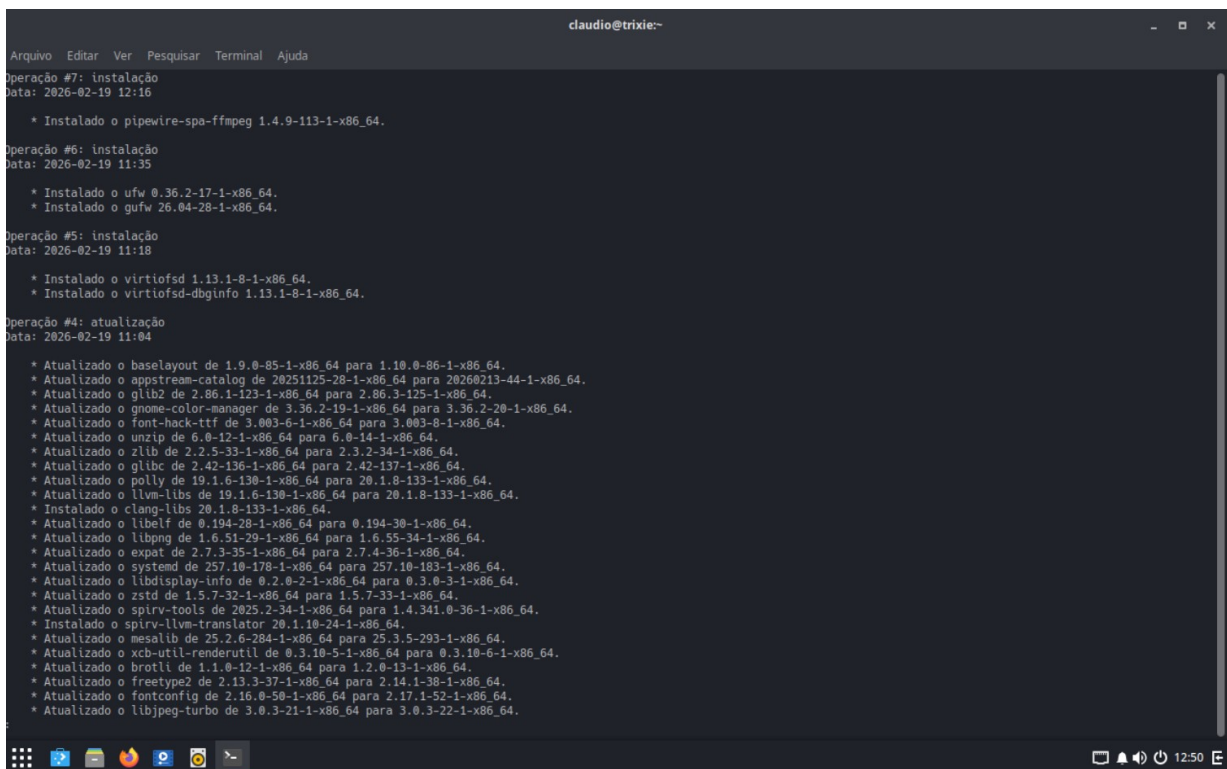 claudio@trixie:~
Arquivo Editar Ver Pesquisar Terminal Ajuda
Operação #7: instalação
Data: 2026-02-19 12:16
* Instalado o pipewire-spa-ffmpeg 1.4.9-113-1-x86_64.
Operação #6: instalação
Data: 2026-02-19 11:35
* Instalado o ufw 0.36.2-17-1-x86_64.
* Instalado o gufw 26.04-28-1-x86_64.
Operação #5: instalação
Data: 2026-02-19 11:18
* Instalado o virtiofsd 1.13.1-8-1-x86_64.
* Instalado o virtiofsd-dbginfo 1.13.1-8-1-x86_64.
Operação #4: atualização
Data: 2026-02-19 11:04
* Atualizado o baselayout de 1.9.0-85-1-x86_64 para 1.10.0-86-1-x86_64.
* Atualizado o appstream-catalog de 20251125-28-1-x86_64 para 20260213-44-1-x86_64.
* Atualizado o glib2 de 2.86.1-123-1-x86_64 para 2.86.3-125-1-x86_64.
* Atualizado o gnome-color-manager de 3.36.2-19-1-x86_64 para 3.36.2-20-1-x86_64.
* Atualizado o font-hack-ttf de 3.003-6-1-x86_64 para 3.003-8-1-x86_64.
* Atualizado o unzip de 6.0-12-1-x86_64 para 6.0-14-1-x86_64.
* Atualizado o zlib de 2.2.5-33-1-x86_64 para 2.3.2-34-1-x86_64.
* Atualizado o glibc de 2.42-136-1-x86_64 para 2.42-137-1-x86_64.
* Atualizado o polly de 19.1.6-130-1-x86_64 para 20.1.8-133-1-x86_64.
* Atualizado o llvm-libs de 19.1.6-130-1-x86_64 para 20.1.8-133-1-x86_64.
* Instalado o clang-libs 20.1.8-133-1-x86_64.
* Atualizado o libelf de 0.194-28-1-x86_64 para 0.194-30-1-x86_64.
* Atualizado o libpng de 1.6.51-29-1-x86_64 para 1.6.55-34-1-x86_64.
* Atualizado o expat de 2.7.3-35-1-x86_64 para 2.7.4-36-1-x86_64.
* Atualizado o systemd de 257.10-178-1-x86_64 para 257.10-183-1-x86_64.
* Atualizado o libdisplay-info de 0.2.0-2-1-x86_64 para 0.3.0-3-1-x86_64.
* Atualizado o zstd de 1.5.7-32-1-x86_64 para 1.5.7-33-1-x86_64.
* Atualizado o spirv-tools de 2025.2-34-1-x86_64 para 1.4.341.0-36-1-x86_64.
* Instalado o spirv-llvm-translator 20.1.10-24-1-x86_64.
* Atualizado o mesalib de 25.2.6-284-1-x86_64 para 25.3.5-293-1-x86_64.
* Atualizado o xcb-util-renderutil de 0.3.10-5-1-x86_64 para 0.3.10-6-1-x86_64.
* Atualizado o brotli de 1.1.0-12-1-x86_64 para 1.2.0-13-1-x86_64.
* Atualizado o freetype2 de 2.13.3-37-1-x86_64 para 2.14.1-38-1-x86_64.
* Atualizado o fontconfig de 2.16.0-50-1-x86_64 para 2.17.1-52-1-x86_64.
* Atualizado o libjpeg-turbo de 3.0.3-21-1-x86_64 para 3.0.3-22-1-x86_64.
:
12:50